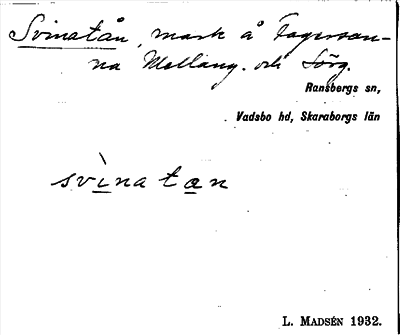 Svinatån, mark å Fagersan-
na Mellang. och Sörg.
Ransbergs sn,
Vadsbo hd, Skaraborgs län
svìnatan
L. MADSÉN 1932.